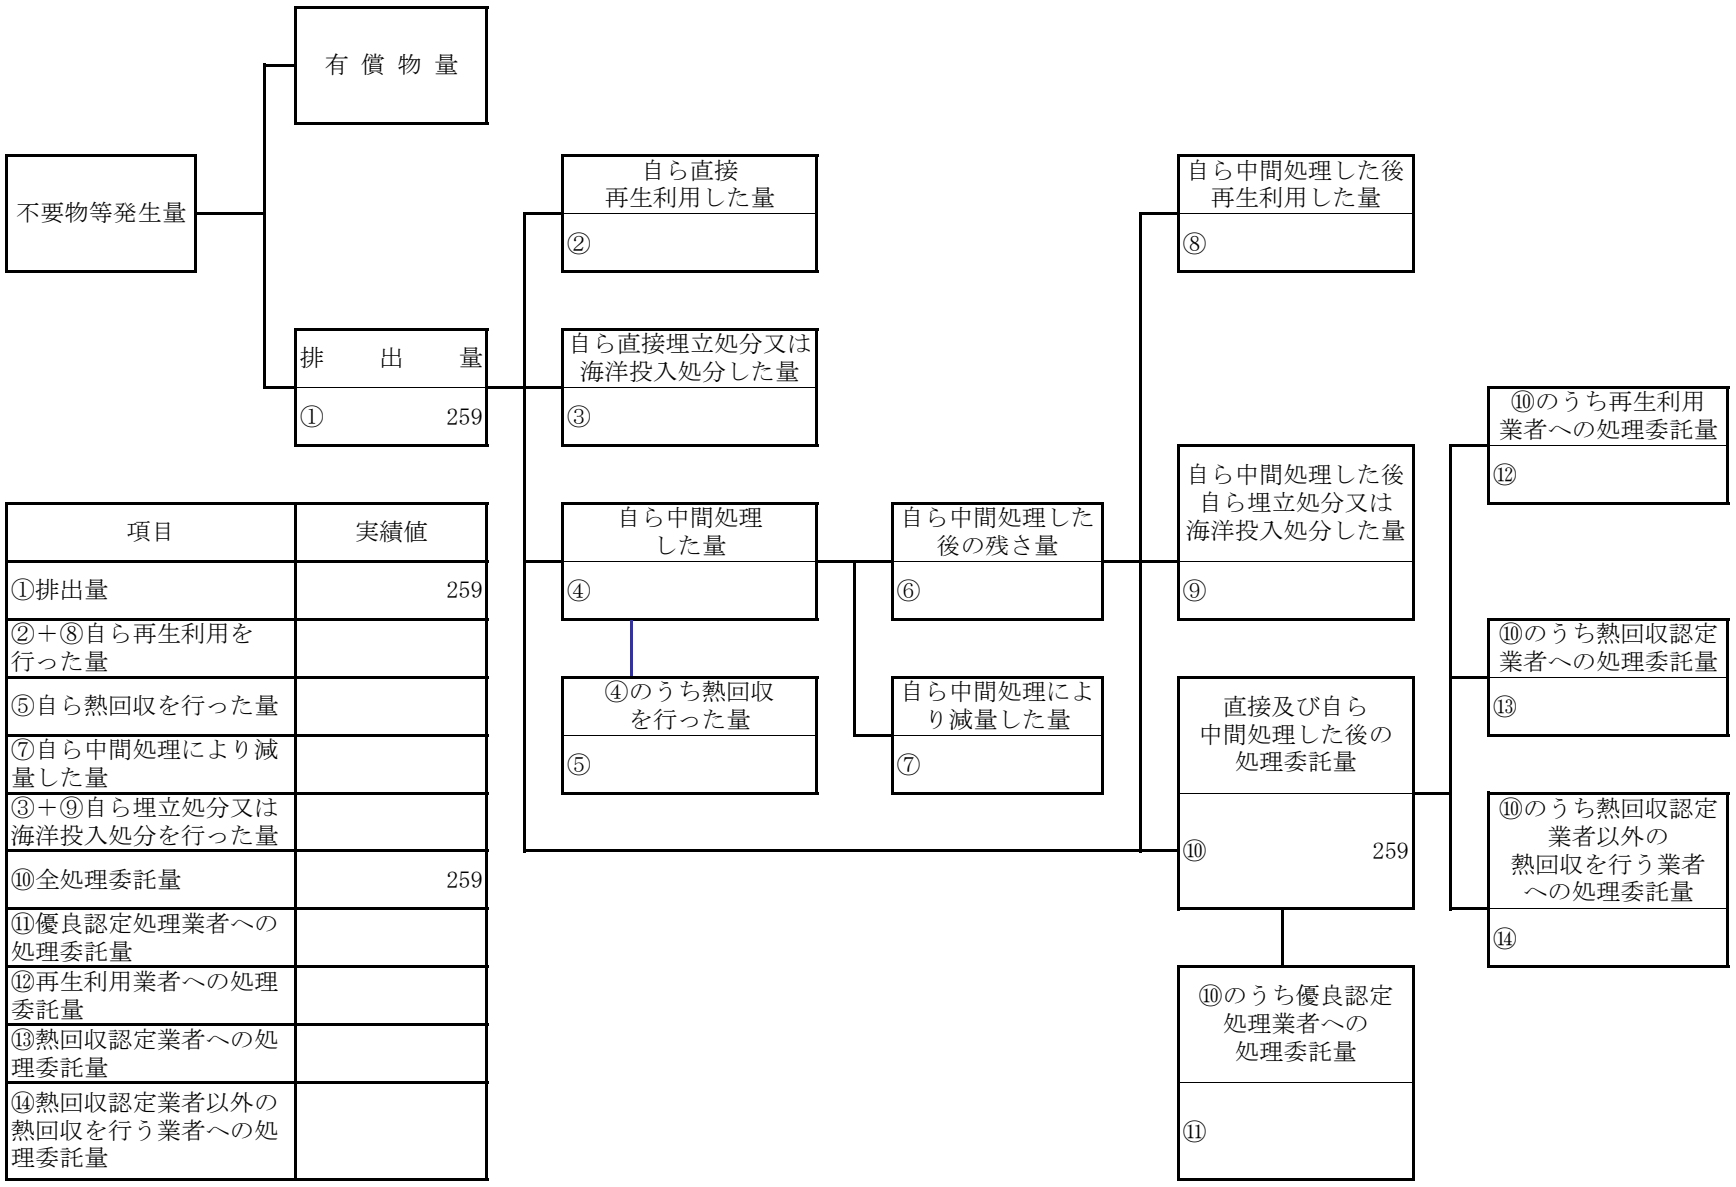 有償物量
不要物等発生量
排出量
① 259
自ら直接
再生利用した量
②
自ら直接埋立処分又は
海洋投入処分した量
③
自ら中間処理
した量
④
④のうち熱回収
を行った量
⑤
自ら中間処理した
後の残さ量
⑥
自ら中間処理によ
り減量した量
⑦
自ら中間処理した後
再生利用した量
⑧
自ら中間処理した後
自ら埋立処分又は
海洋投入処分した量
⑨
直接及び自ら
中間処理した後の
処理委託量
⑩ 259
⑩のうち優良認定
処理業者への
処理委託量
⑪
⑩のうち再生利用
業者への処理委託量
⑫
⑩のうち熱回収認定
業者への処理委託量
⑬
⑩のうち熱回収認定
業者以外の
熱回収を行う業者
への処理委託量
⑭
項目 実績値
①排出量 259
②＋⑧自ら再生利用を
行った量
⑤自ら熱回収を行った量
⑦自ら中間処理により減
量した量
③＋⑨自ら埋立処分又は
海洋投入処分を行った量
⑩全処理委託量 259
⑪優良認定処理業者への
処理委託量
⑫再生利用業者への処理
委託量
⑬熱回収認定業者への処
理委託量
⑭熱回収認定業者以外の
熱回収を行う業者への処
理委託量